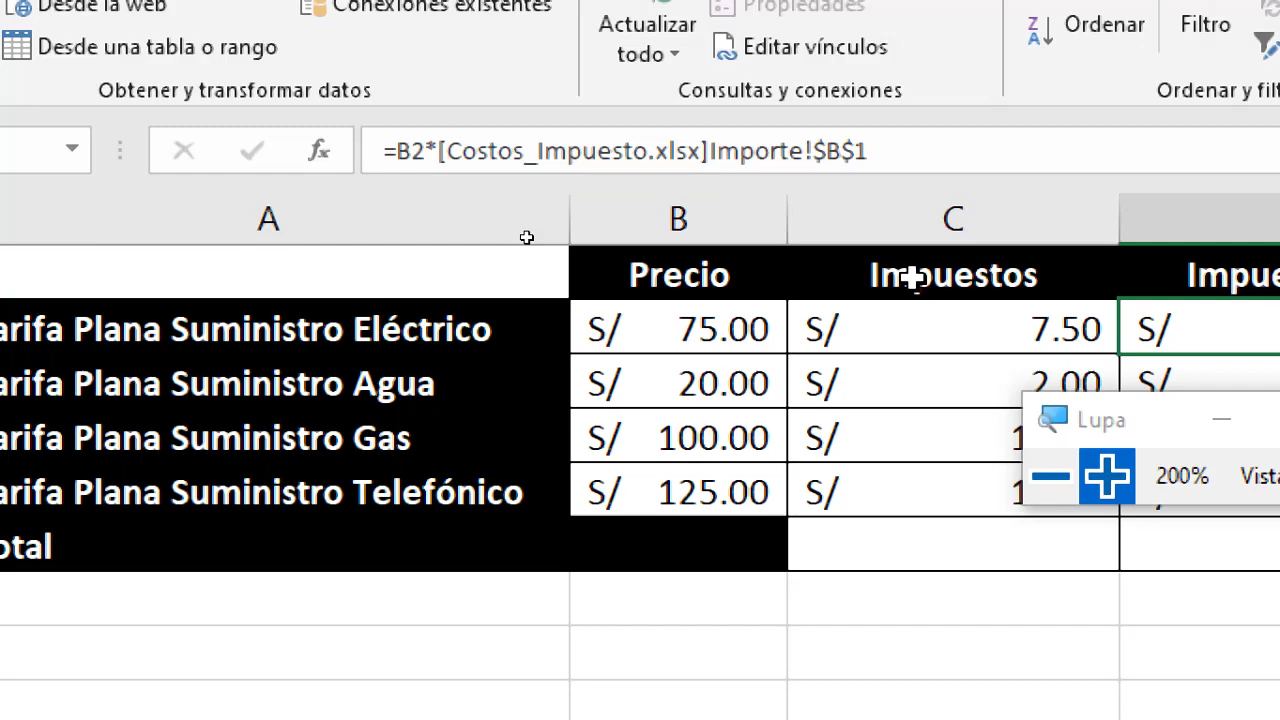 Desde la web
Conexiones existentes
Propiedades
Actualizar
todo
Desde una tabla o rango
Editar vínculos
Ordenar
Filtro
Obtener y transformar datos
Consultas y conexiones
Ordenar y filt
fx
=B2*[Costos_Impuesto.xlsx]Importe!$B$1
A B C
Precio Impuestos Impue
arifa Plana Suministro Eléctrico S/ 75.00 S/ 7.50 S/
arifa Plana Suministro Agua S/ 20.00 S/ 2.00 S/
arifa Plana Suministro Gas S/ 100.00 S/ 1
arifa Plana Suministro Telefónico S/ 125.00 S/ 1
otal
Lupa
200% Vista